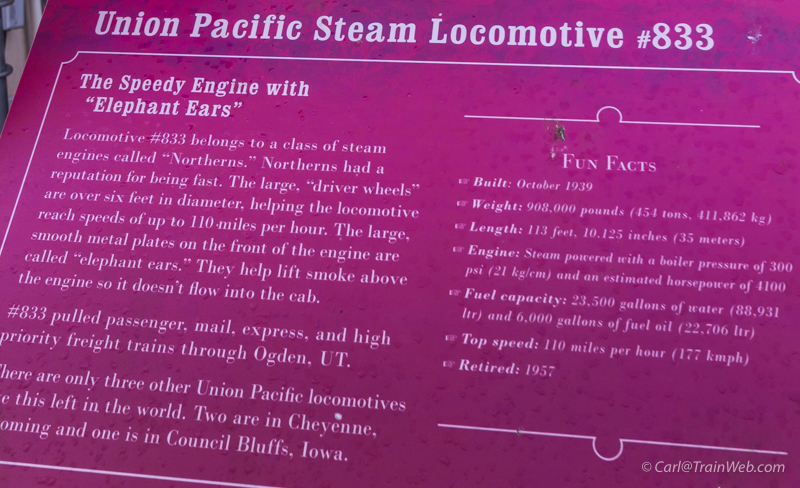 Union Pacific Steam Locomotive #833
The Speedy Engine with
"Elephant Ears"
Locomotive #833 belongs to a class of steam
engines called "Northerns." Northerns had a
reputation for being fast. The large, "driver wheels"
are over six feet in diameter, helping the locomotive
reach speeds of up to 110 miles per hour. The large,
smooth metal plates on the front of the engine are
called "elephant ears." They help lift smoke above
the engine so it doesn't flow into the cab.
#833 pulled passenger, mail, express, and high
priority freight trains through Ogden, UT.
here are only three other Union Pacific locomotives
e this left in the world. Two are in Cheyenne,
oming and one is in Council Bluffs, Iowa.
Fun Facts
☞ Built: October 1939
☞ Weight: 908,000 pounds (454 tons, 411,862 kg)
☞ Length: 113 feet, 10.125 inches (35 meters)
☞ Engine: Steam powered with a boiler pressure of 300
psi (21 kg/cm) and an estimated horsepower of 4100
☞ Fuel capacity: 23,500 gallons of water (88,931
ltr) and 6,000 gallons of fuel oil (22,706 ltr)
☞ Top speed: 110 miles per hour (177 kmph)
☞ Retired: 1957
© Carl@TrainWeb.com